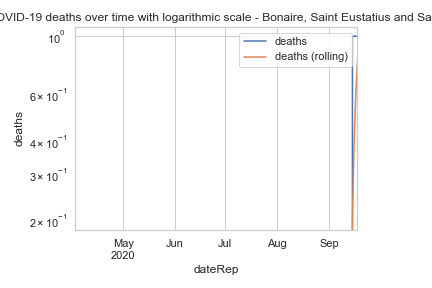 OVID-19 deaths over time with logarithmic scale - Bonaire, Saint Eustatius and Sa
10⁰
6 × 10⁻¹
4 × 10⁻¹
3 × 10⁻¹
2 × 10⁻¹
deaths
deaths
deaths (rolling)
May
2020
Jun
Jul
Aug
Sep
dateRep